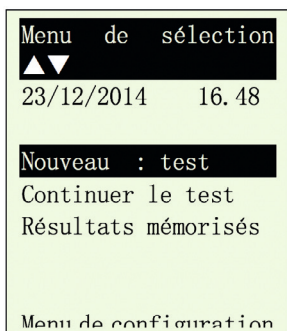 Menu de sélection
▲▼
23/12/2014 16.48
Nouveau : test
Continuer le test
Résultats mémorisés
Menu de configuration